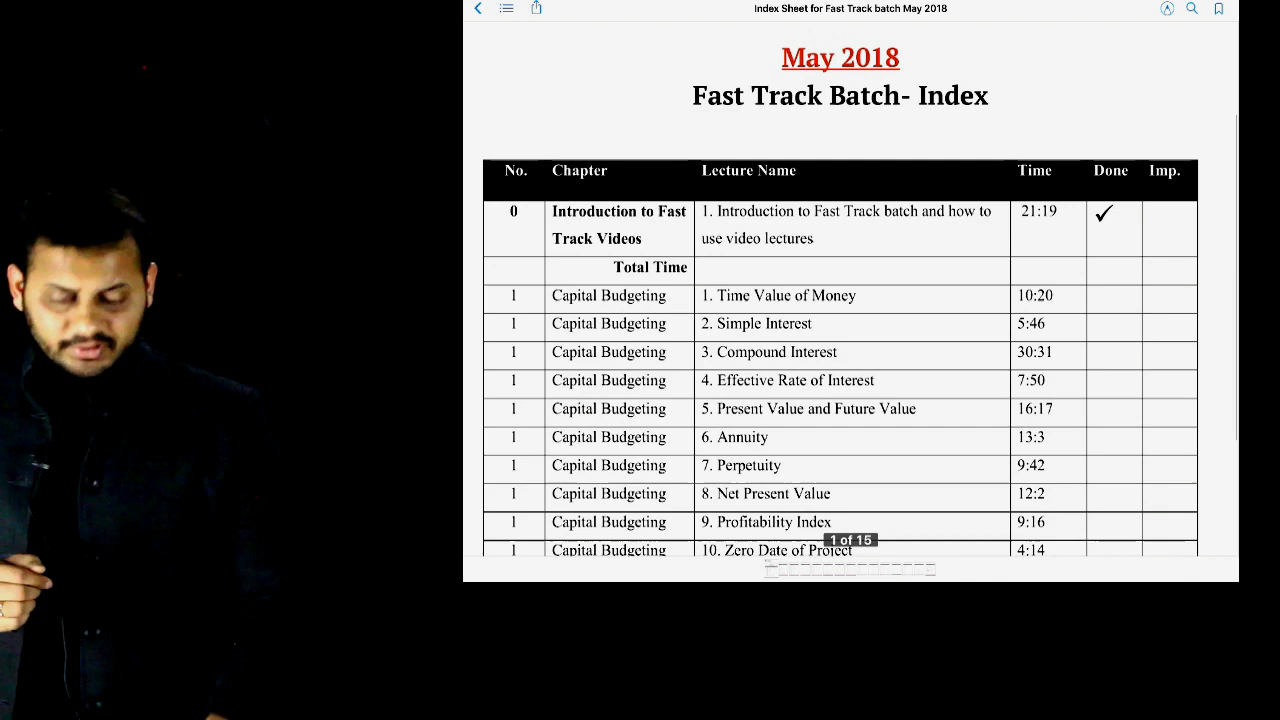 Index Sheet for Fast Track batch May 2018
May 2018
Fast Track Batch- Index
No. Chapter Lecture Name Time Done Imp.
0 Introduction to Fast Track Videos 1. Introduction to Fast Track batch and how to use video lectures 21:19 ✓
Total Time
1 Capital Budgeting 1. Time Value of Money 10:20
1 Capital Budgeting 2. Simple Interest 5:46
1 Capital Budgeting 3. Compound Interest 30:31
1 Capital Budgeting 4. Effective Rate of Interest 7:50
1 Capital Budgeting 5. Present Value and Future Value 16:17
1 Capital Budgeting 6. Annuity 13:3
1 Capital Budgeting 7. Perpetuity 9:42
1 Capital Budgeting 8. Net Present Value 12:2
1 Capital Budgeting 9. Profitability Index 9:16
1 Capital Budgeting 10. Zero Date of Project 4:14
1 of 15